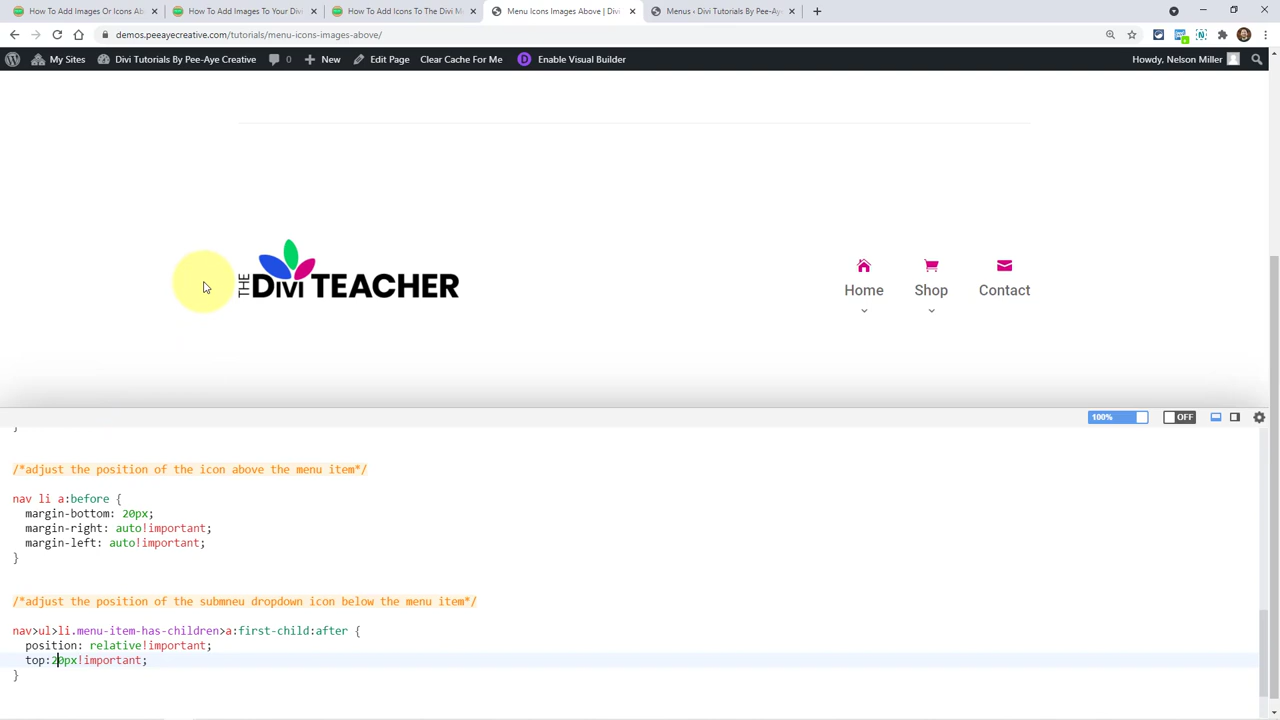 How To Add Images Or Icons Ab
How To Add Images To Your Divi
How To Add Icons To The Divi M
Menu Icons Images Above | Divi
Menus ‹ Divi Tutorials By Pee-Ay
demos.peeayecreative.com/tutorials/menu-icons-images-above/
My Sites
Divi Tutorials By Pee-Aye Creative
0
New
Edit Page
Clear Cache For Me
D
Enable Visual Builder
Howdy, Nelson Miller
THE DIVI TEACHER
Home
Shop
Contact
100%
OFF
}
/*adjust the position of the icon above the menu item*/
nav li a:before {
margin-bottom: 20px;
margin-right: auto!important;
margin-left: auto!important;
}
/*adjust the position of the submneu dropdown icon below the menu item*/
nav>ul>li.menu-item-has-children>a:first-child:after {
position: relative!important;
top:20px!important;
}